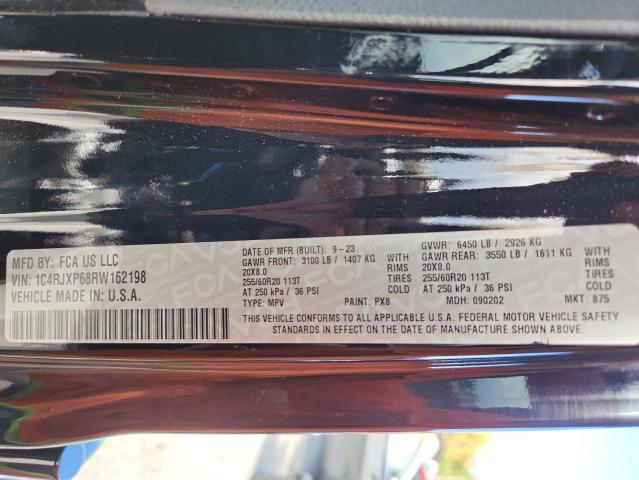 MFD BY: FCA US LLC
VIN: 1C4RJXP68RW162198
VEHICLE MADE IN: U.S.A.
DATE OF MFR (BUILT): 9-23
GAWR FRONT: 3100 LB / 1407 KG WITH
20X8.0 RIMS
255/60R20 113T TIRES
AT 250 kPa / 36 PSI COLD
TYPE: MPV PAINT: PX8
GVWR: 6450 LB / 2926 KG
GAWR REAR: 3550 LB / 1611 KG WITH
20X8.0 RIMS
255/60R20 113T TIRES
AT 250 kPa / 36 PSI COLD
MDH: 090202 MKT: 875
THIS VEHICLE CONFORMS TO ALL APPLICABLE U.S.A. FEDERAL MOTOR VEHICLE SAFETY
STANDARDS IN EFFECT ON THE DATE OF MANUFACTURE SHOWN ABOVE.